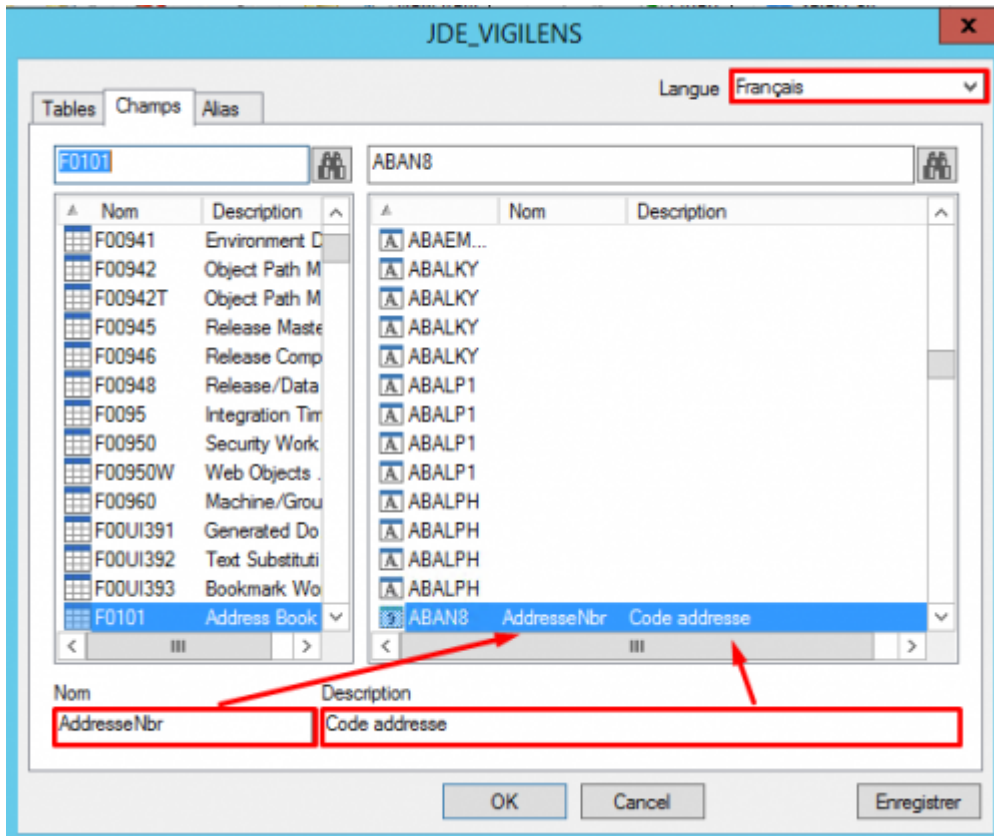 JDE_VIGILENS
Langue Français
Tables Champs Alias
F0101 ABAN8
Nom Description Nom Description
F00941 Environment D ABAEM...
F00942 Object Path M ABALKY
F00942T Object Path M ABALKY
F00945 Release Maste ABALKY
F00946 Release Comp ABALKY
F00948 Release/Data ABALP1
F0095 Integration Tim ABALP1
F00950 Security Work ABALP1
F00950W Web Objects . ABALP1
F00960 Machine/Grou ABALPH
F00UI391 Generated Do ABALPH
F00UI392 Text Substituti ABALPH
F00UI393 Bookmark Wo ABALPH
F0101 Address Book ABAN8 AddresseNbr Code addresse
Nom Description
AddresseNbr Code addresse
OK Cancel Enregistrer